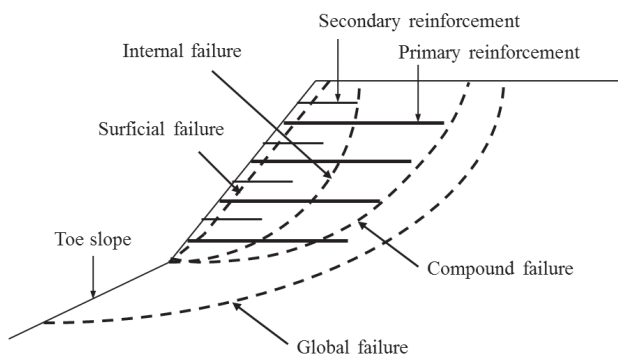 Secondary reinforcement
Internal failure
Primary reinforcement
Surficial failure
Toe slope
Compound failure
Global failure